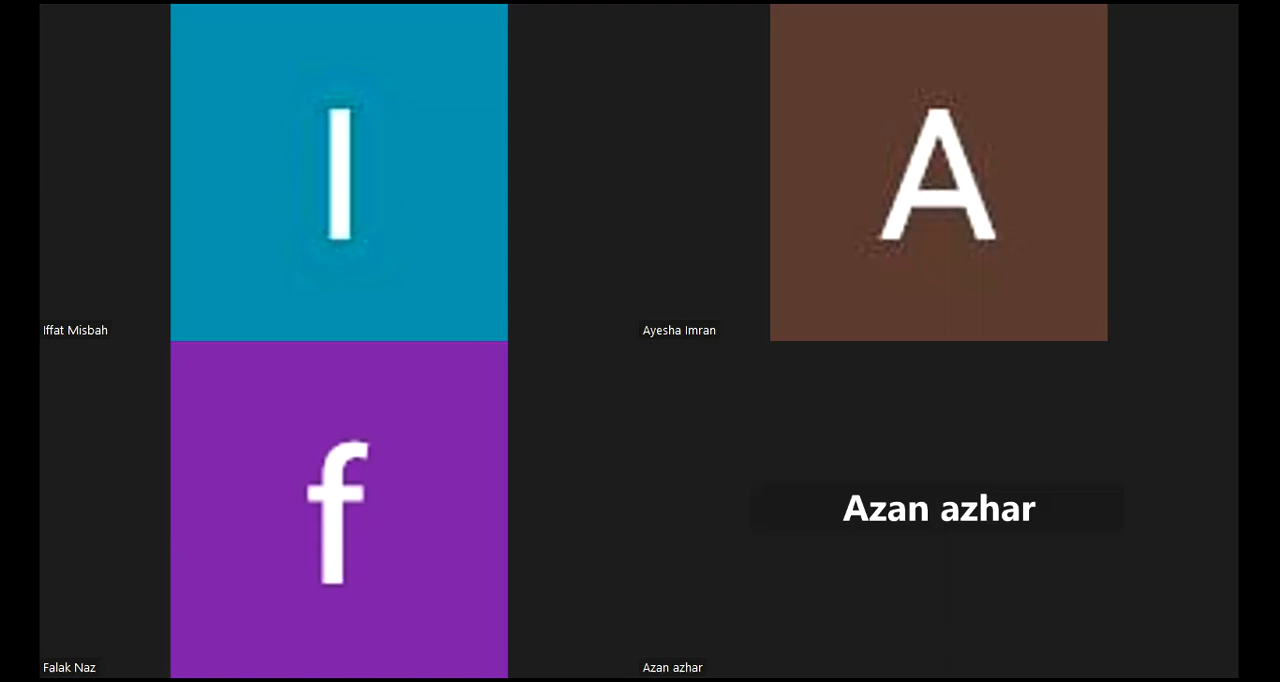 I
A
Iffat Misbah
Ayesha Imran
f
Azan azhar
Falak Naz
Azan azhar